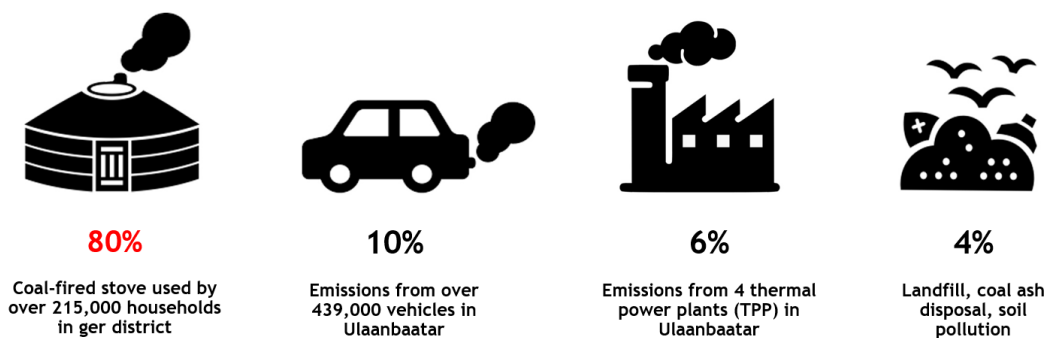 80%
Coal-fired stove used by
over 215,000 households
in ger district
10%
Emissions from over
439,000 vehicles in
Ulaanbaatar
6%
Emissions from 4 thermal
power plants (TPP) in
Ulaanbaatar
4%
Landfill, coal ash
disposal, soil
pollution